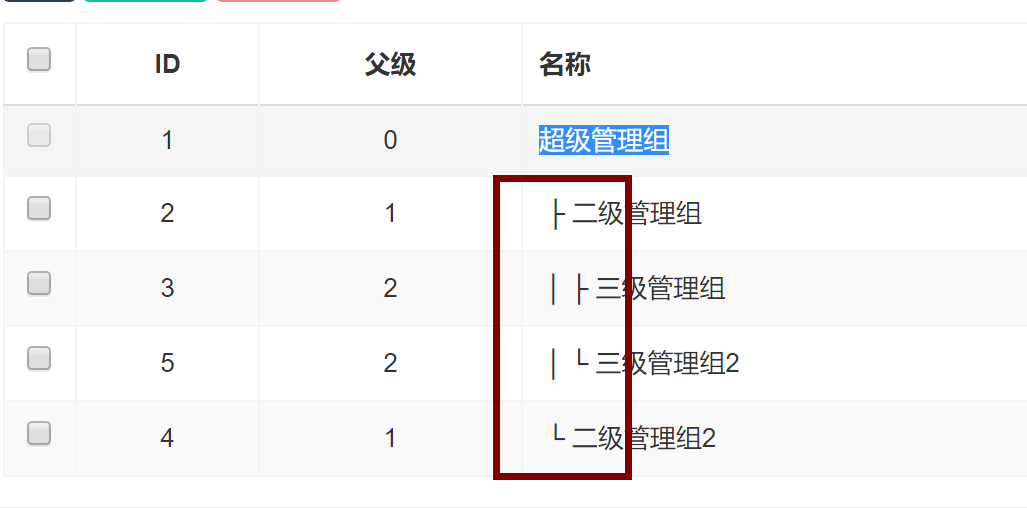 ID 父级 名称
1 0 超级管理组
2 1 ├ 二级管理组
3 2 │ ├ 三级管理组
5 2 │ └ 三级管理组2
4 1 └ 二级管理组2